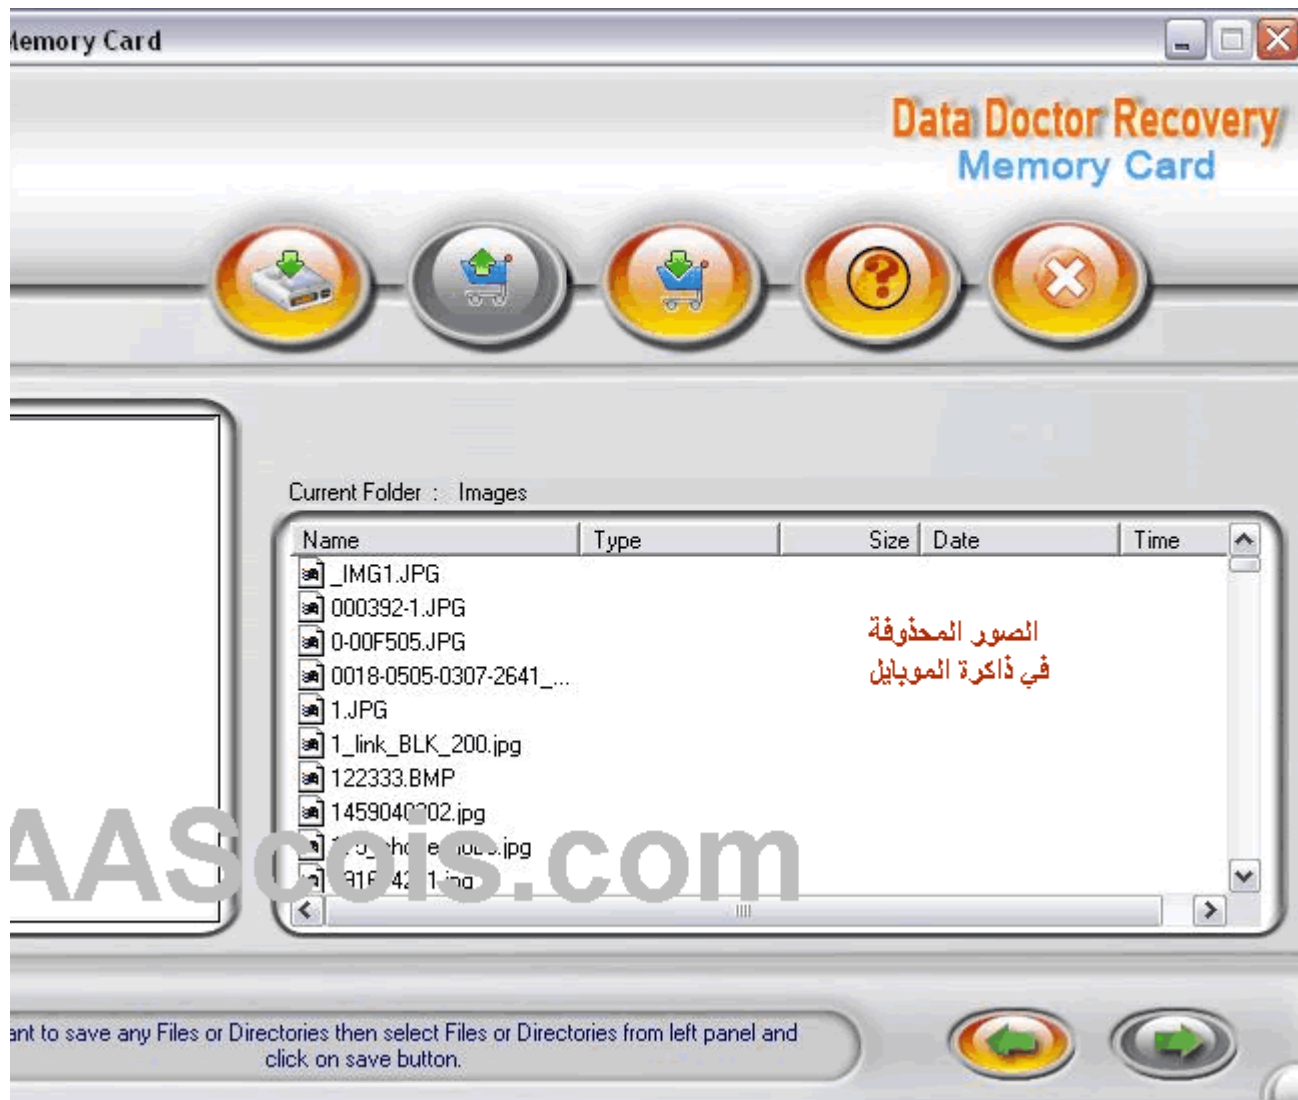 Memory Card
Data Doctor Recovery
Memory Card
Current Folder : Images
Name Type Size Date Time
_IMG1.JPG
000392-1.JPG
0-00F505.JPG
0018-0505-0307-2641_...
1.JPG
1_link_BLK_200.jpg
122333.BMP
الصور المحذوفة
في ذاكرة الموبايل
AAScois.com
to save any Files or Directories then select Files or Directories from left panel and
click on save button.